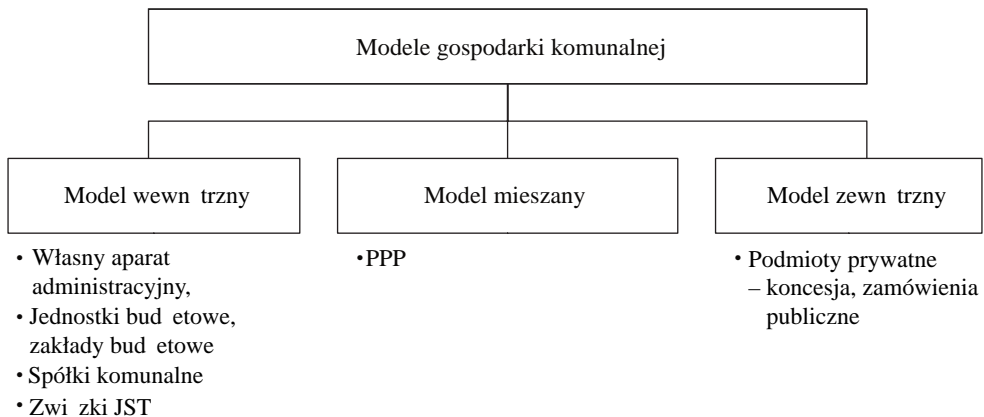 Modele gospodarki komunalnej
Model wewn trzny
Model mieszany
Model zewn trzny
• Własny aparat
administracyjny,
• Jednostki bud etowe,
zakłady bud etowe
• Spółki komunalne
• Zwi zki JST
• PPP
• Podmioty prywatne
– koncesja, zamówienia
publiczne